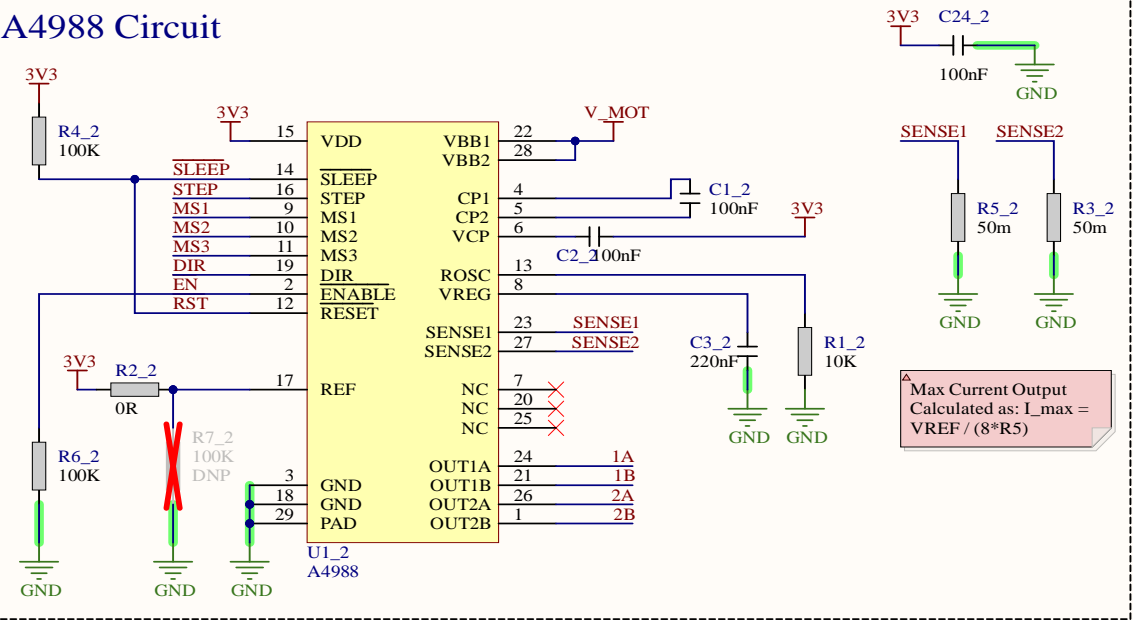 A4988 Circuit
3V3
C24_2
100nF
GND
3V3
R4_2
100K
3V3
V_MOT
15
VDD
VBB1
22
VBB2
28
SLEEP
14
SLEEP
STEP
16
STEP
CP1
4
C1_2
100nF
MS1
9
MS1
CP2
5
MS2
10
MS2
VCP
6
C2_2
100nF
3V3
MS3
11
MS3
DIR
19
DIR
ROSC
13
EN
2
ENABLE
VREG
8
RST
12
RESET
SENSE1
23
SENSE1
SENSE2
27
SENSE2
C3_2
220nF
GND
R1_2
10K
GND
SENSE1
SENSE2
R5_2
50m
R3_2
50m
GND
GND
3V3
R2_2
0R
17
REF
NC
7
NC
20
NC
25
R7_2
100K
DNP
R6_2
100K
OUT1A
24
1A
OUT1B
21
1B
OUT2A
26
2A
OUT2B
1
2B
3
GND
18
GND
29
PAD
GND
GND
GND
U1_2
A4988
Max Current Output
Calculated as: I_max =
VREF / (8*R5)